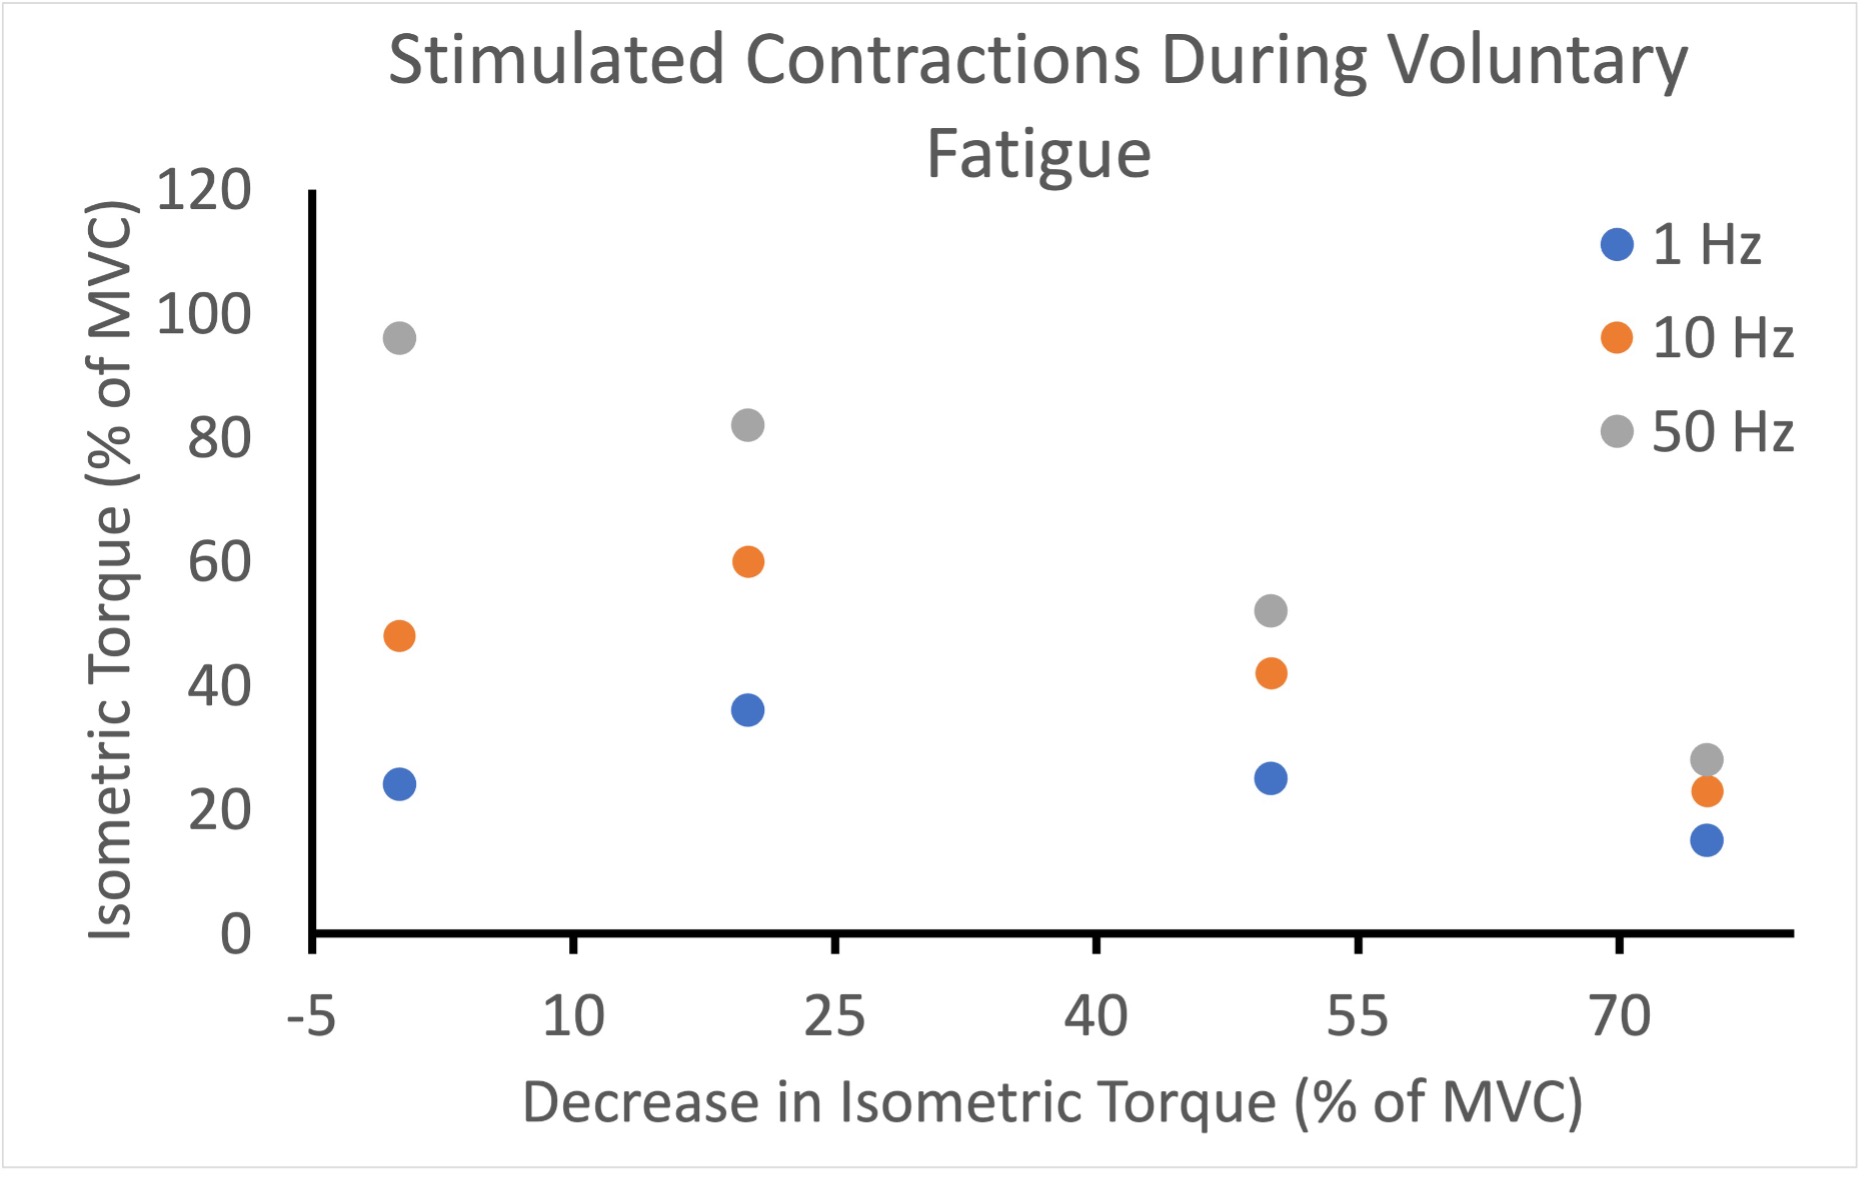 Stimulated Contractions During Voluntary
Fatigue
Isometric Torque (% of MVC)
120
100
80
60
40
20
0
1 Hz
10 Hz
50 Hz
-5 10 25 40 55 70
Decrease in Isometric Torque (% of MVC)